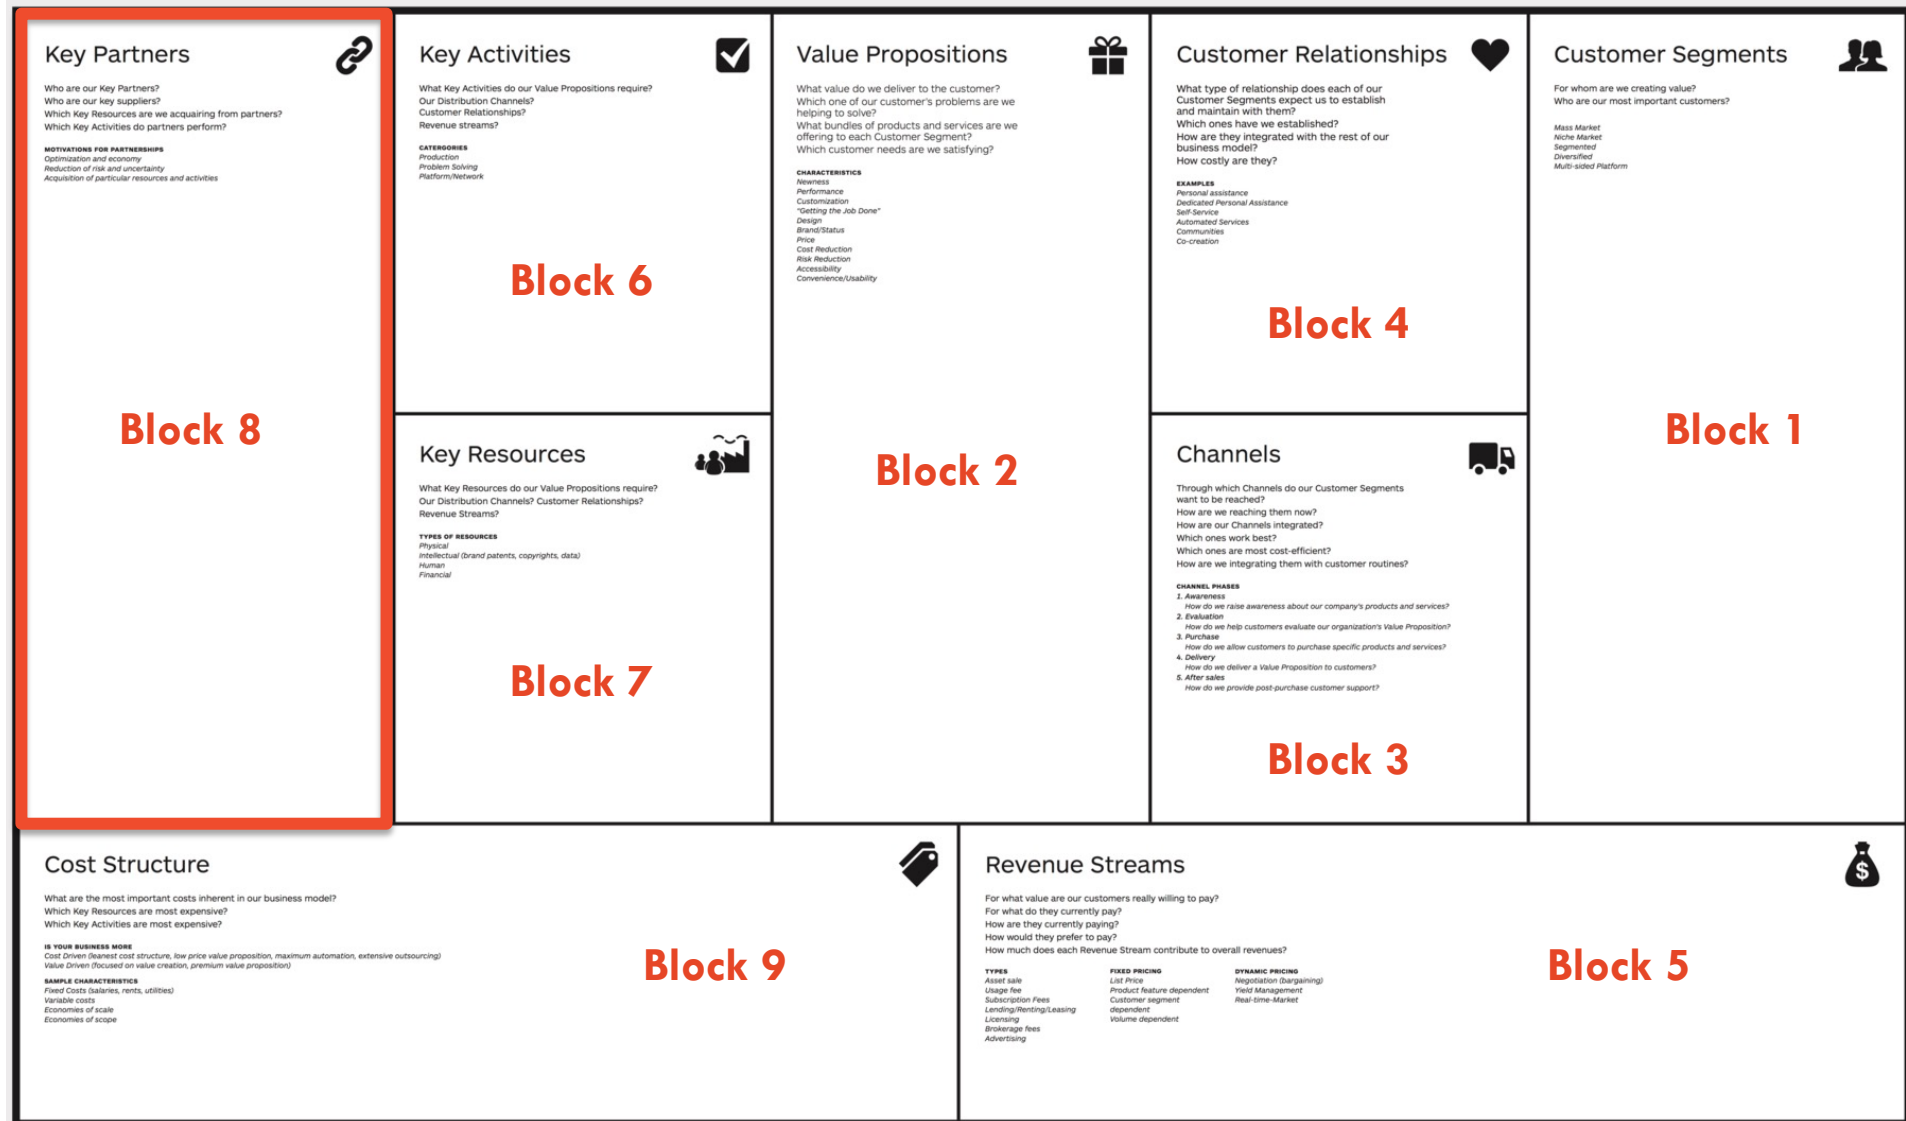 Key Partners
Who are our Key Partners?
Who are our key suppliers?
Which Key Resources are we acquairing from partners?
Which Key Activities do partners perform?
MOTIVATIONS FOR PARTNERSHIPS
Optimization and economy
Reduction of risk and uncertainty
Acquisition of particular resources and activities
Block 8
Key Activities
What Key Activities do our Value Propositions require?
Our Distribution Channels?
Customer Relationships?
Revenue streams?
CATERGORIES
Production
Problem Solving
Platform/Network
Block 6
Key Resources
What Key Resources do our Value Propositions require?
Our Distribution Channels? Customer Relationships?
Revenue Streams?
TYPES OF RESOURCES
Physical
Intellectual (brand patents, copyrights, data)
Human
Financial
Block 7
Value Propositions
What value do we deliver to the customer?
Which one of our customer's problems are we
helping to solve?
What bundles of products and services are we
offering to each Customer Segment?
Which customer needs are we satisfying?
CHARACTERISTICS
Newness
Performance
Customization
"Getting the Job Done"
Design
Brand/Status
Price
Cost Reduction
Risk Reduction
Accessibility
Convenience/Usability
Block 2
Customer Relationships
What type of relationship does each of our
Customer Segments expect us to establish
and maintain with them?
Which ones have we established?
How are they integrated with the rest of our
business model?
How costly are they?
EXAMPLES
Personal assistance
Dedicated Personal Assistance
Self-Service
Automated Services
Communities
Co-creation
Block 4
Channels
Through which Channels do our Customer Segments
want to be reached?
How are we reaching them now?
How are our Channels integrated?
Which ones work best?
Which ones are most cost-efficient?
How are we integrating them with customer routines?
CHANNEL PHASES
1. Awareness
How do we raise awareness about our company's products and services?
2. Evaluation
How do we help customers evaluate our organization's Value Proposition?
3. Purchase
How do we allow customers to purchase specific products and services?
4. Delivery
How do we deliver a Value Proposition to customers?
5. After sales
How do we provide post-purchase customer support?
Block 3
Customer Segments
For whom are we creating value?
Who are our most important customers?
Mass Market
Niche Market
Segmented
Diversified
Multi-sided Platform
Block 1
Cost Structure
What are the most important costs inherent in our business model?
Which Key Resources are most expensive?
Which Key Activities are most expensive?
IS YOUR BUSINESS MORE
Cost Driven (leanest cost structure, low price value proposition, maximum automation, extensive outsourcing)
Value Driven (focused on value creation, premium value proposition)
SAMPLE CHARACTERISTICS
Fixed Costs (salaries, rents, utilities)
Variable costs
Economies of scale
Economies of scope
Block 9
Revenue Streams
For what value are our customers really willing to pay?
For what do they currently pay?
How are they currently paying?
How would they prefer to pay?
How much does each Revenue Stream contribute to overall revenues?
TYPES
Asset sale
Usage fee
Subscription Fees
Lending/Renting/Leasing
Licensing
Brokerage fees
Advertising
FIXED PRICING
List Price
Product feature dependent
Customer segment
dependent
Volume dependent
DYNAMIC PRICING
Negotiation (bargaining)
Yield Management
Real-time-Market
Block 5
$